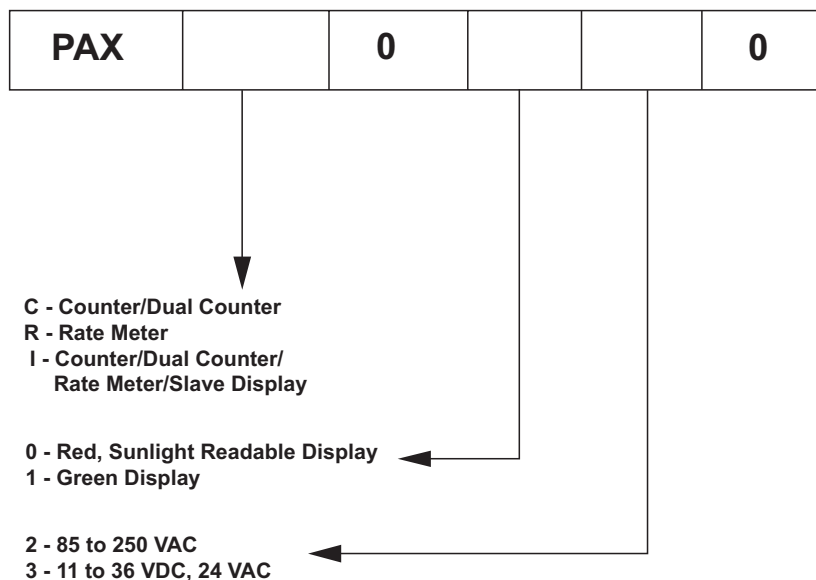 PAX 0 0
C - Counter/Dual Counter
R - Rate Meter
I - Counter/Dual Counter/
Rate Meter/Slave Display
0 - Red, Sunlight Readable Display
1 - Green Display
2 - 85 to 250 VAC
3 - 11 to 36 VDC, 24 VAC